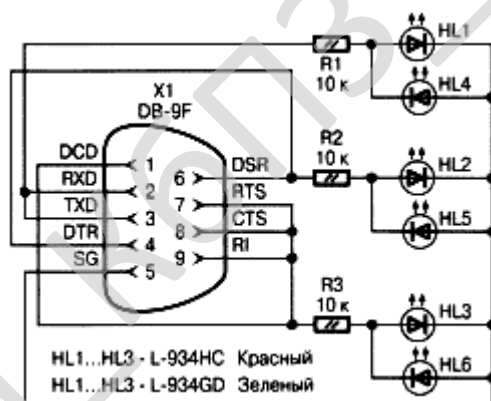 HL1
R1
10 к
HL4
X1
DB-9F
R2
10 к
HL2
HL5
DCD
1
RXD
2
TXD
3
DTR
4
SG
5
6
DSR
7
RTS
8
CTS
9
RI
R3
10 к
HL3
HL6
HL1...HL3 - L-934HC Красный
HL1...HL3 - L-934GD Зеленый